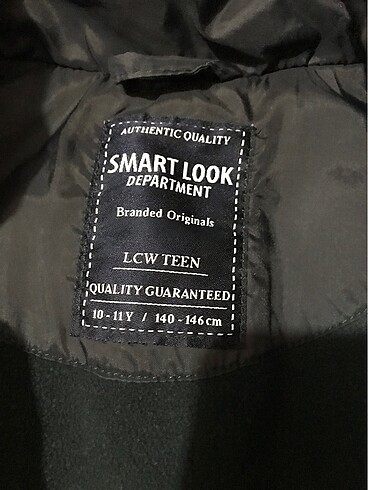 AUTHENTIC QUALITY
SMART LOOK
DEPARTMENT
Branded Originals
LCW TEEN
QUALITY GUARANTEED
10 - 11 Y / 140 - 146 cm